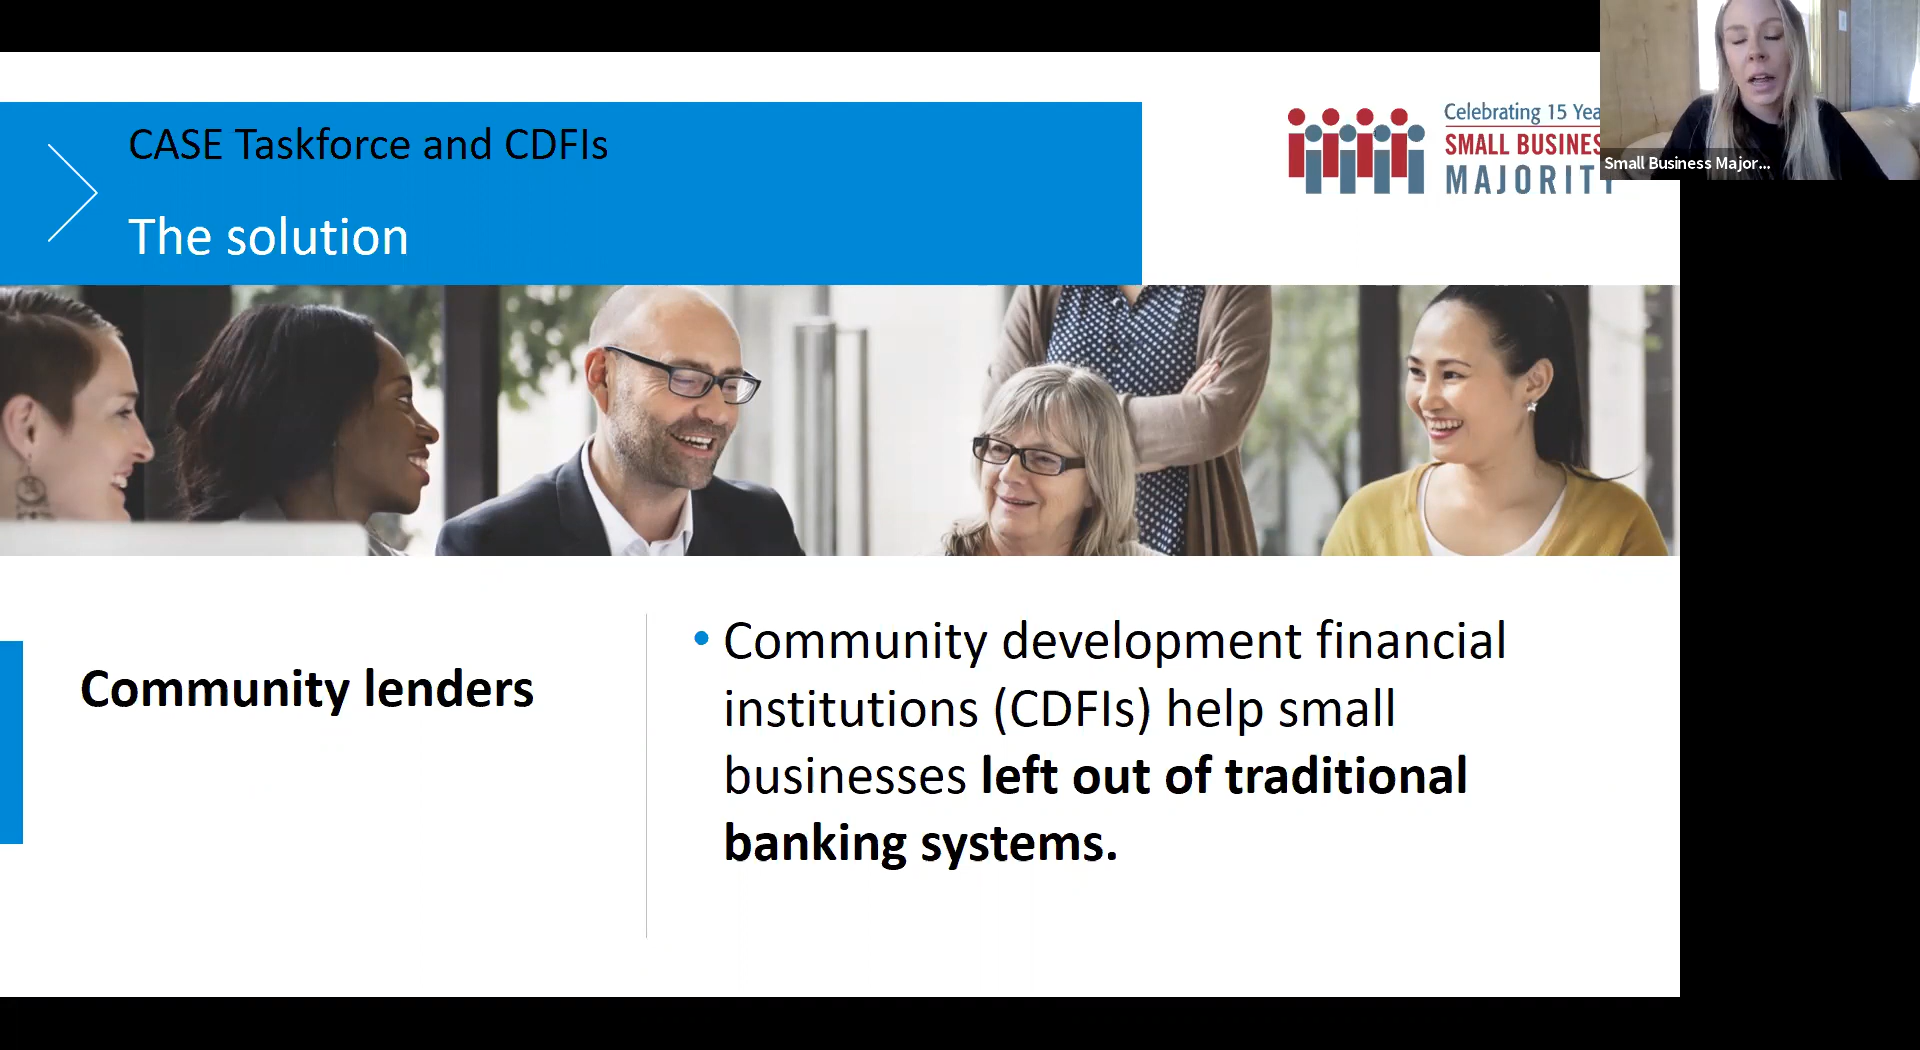 CASE Taskforce and CDFIs
The solution
Celebrating 15 Yea
SMALL BUSINES
MAJORITY
Small Business Major...
Community lenders
• Community development financial
institutions (CDFIs) help small
businesses left out of traditional
banking systems.